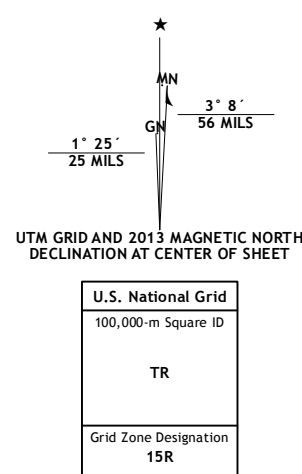 ★
MN
GN
3° 8´
56 MILS
1° 25´
25 MILS
UTM GRID AND 2013 MAGNETIC NORTH
DECLINATION AT CENTER OF SHEET
U.S. National Grid
100,000-m Square ID
TR
Grid Zone Designation
15R